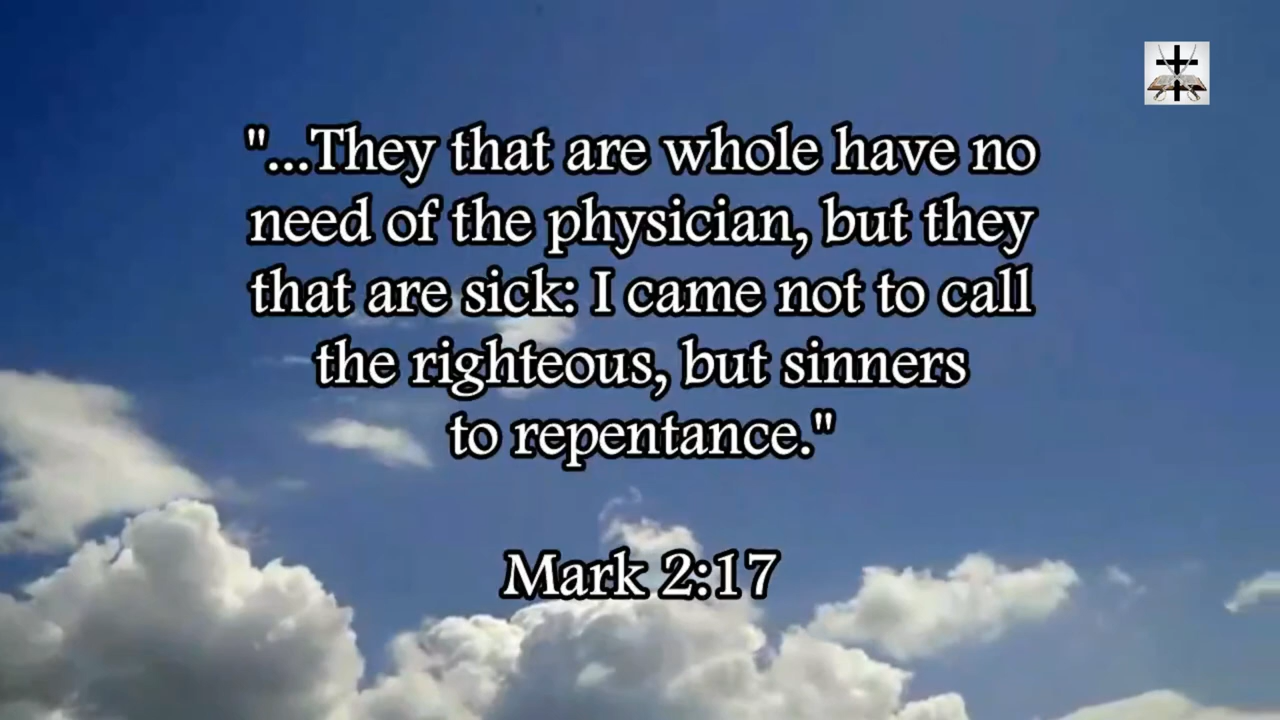 "...They that are whole have no
need of the physician, but they
that are sick: I came not to call
the righteous, but sinners
to repentance."
Mark 2:17